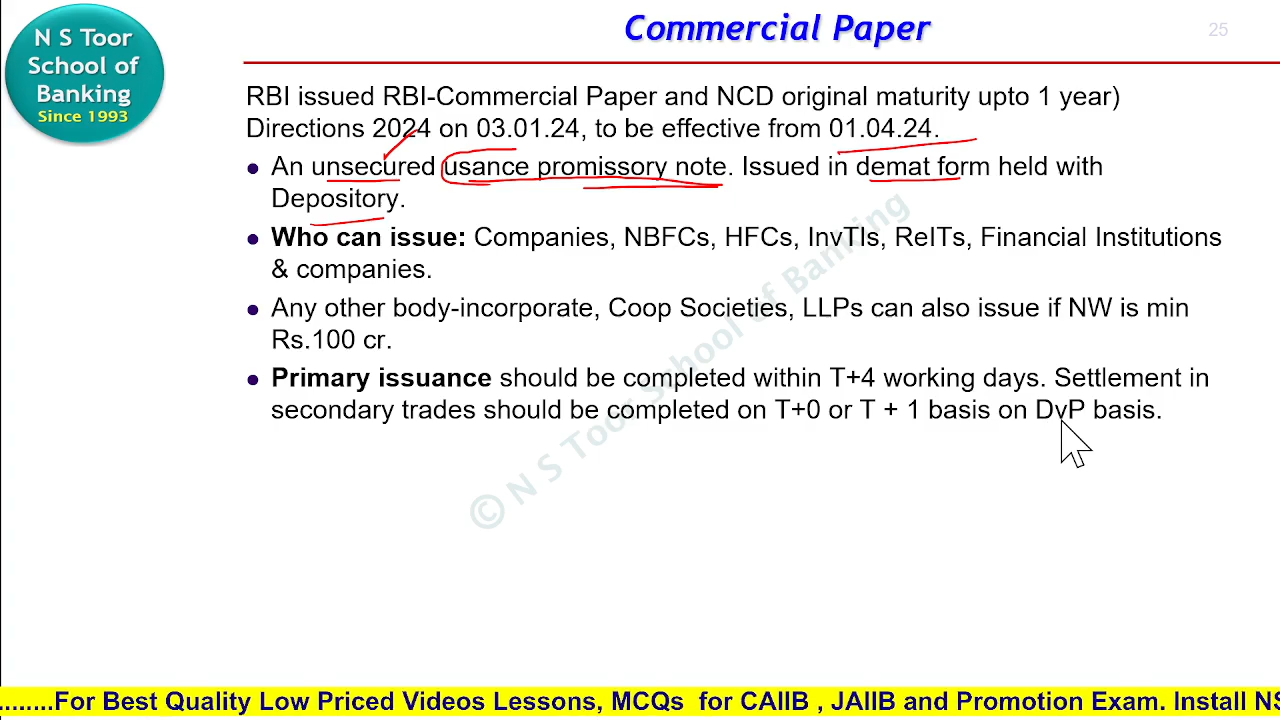 N S Toor
School of
Banking
Since 1993
Commercial Paper
25
RBI issued RBI-Commercial Paper and NCD original maturity upto 1 year)
Directions 2024 on 03.01.24, to be effective from 01.04.24.
• An unsecured usance promissory note. Issued in demat form held with
Depository.
• Who can issue: Companies, NBFCs, HFCs, InvTIs, ReITs, Financial Institutions
& companies.
• Any other body-incorporate, Coop Societies, LLPs can also issue if NW is min
Rs.100 cr.
• Primary issuance should be completed within T+4 working days. Settlement in
secondary trades should be completed on T+0 or T + 1 basis on DvP basis.
© N S Toor School of Banking
........For Best Quality Low Priced Videos Lessons, MCQs for CAIIB , JAIIB and Promotion Exam. Install NS